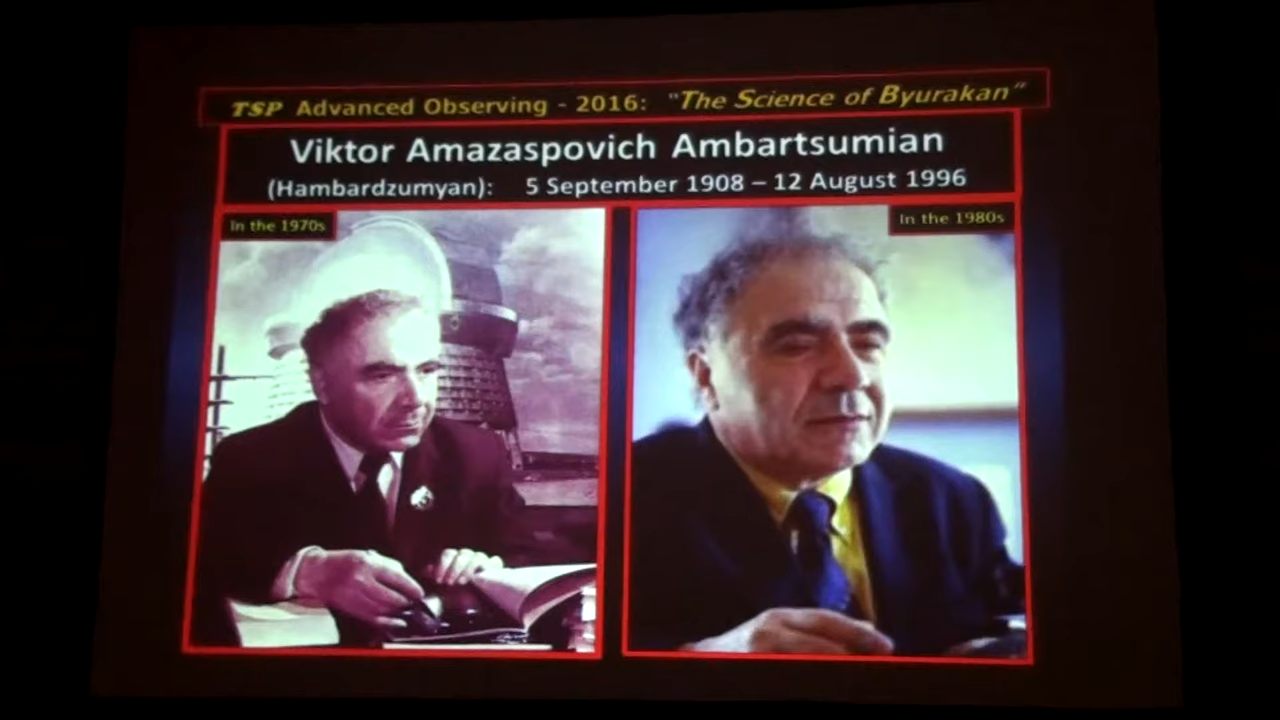 TSP Advanced Observing - 2016: "The Science of Byurakan"
Viktor Amazaspovich Ambartsumian
(Hambardzumyan): 5 September 1908 – 12 August 1996
In the 1970s
In the 1980s